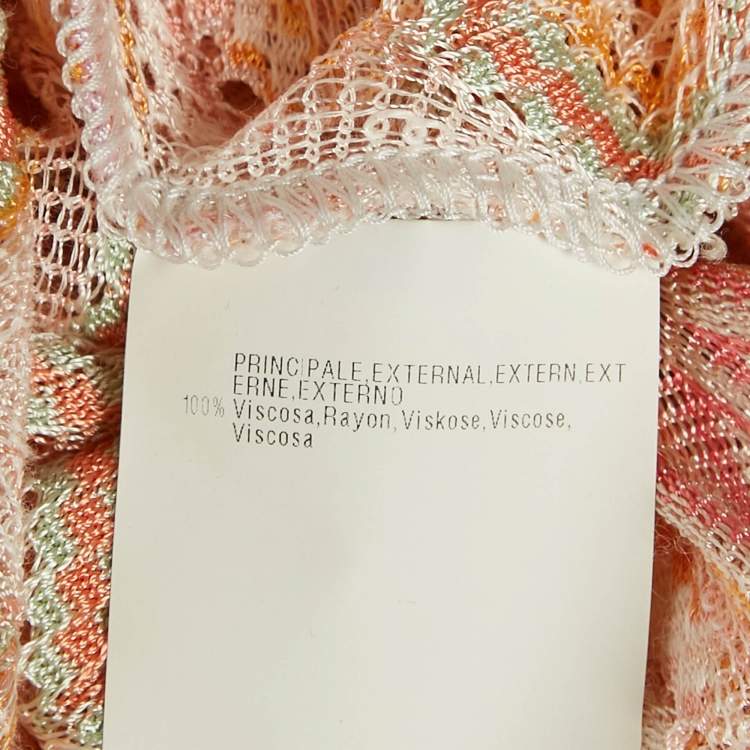 PRINCIPALE,EXTERNAL,EXTERN,EXT
ERNE,EXTERNO
100% Viscosa,Rayon,Viskose,Viscose,
Viscosa